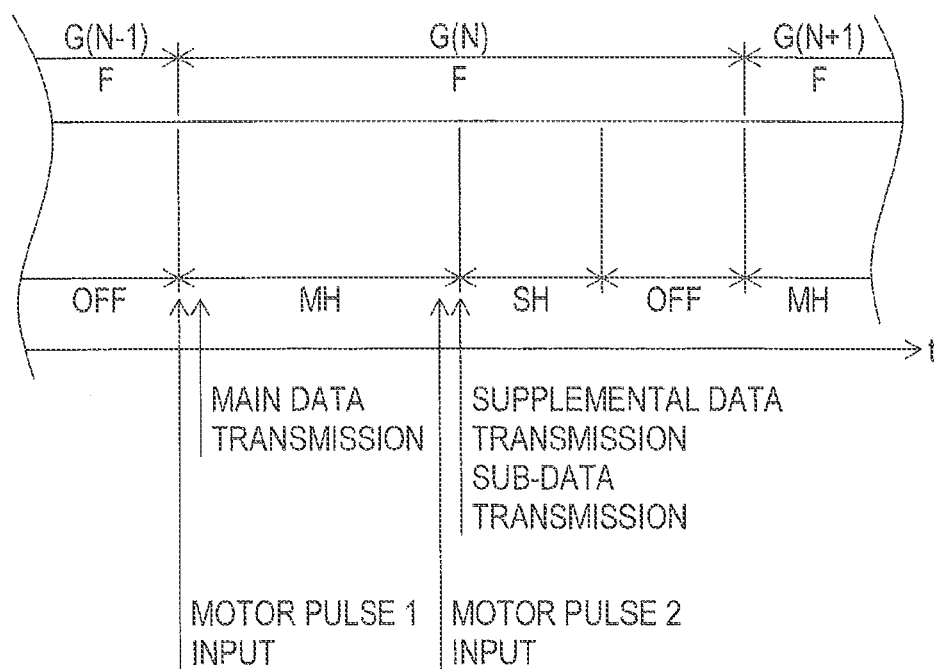 G(N-1) G(N) G(N+1)
F F F
OFF MH SH OFF MH
t
MAIN DATA
TRANSMISSION
SUPPLEMENTAL DATA
TRANSMISSION
SUB-DATA
TRANSMISSION
MOTOR PULSE 1
INPUT
MOTOR PULSE 2
INPUT